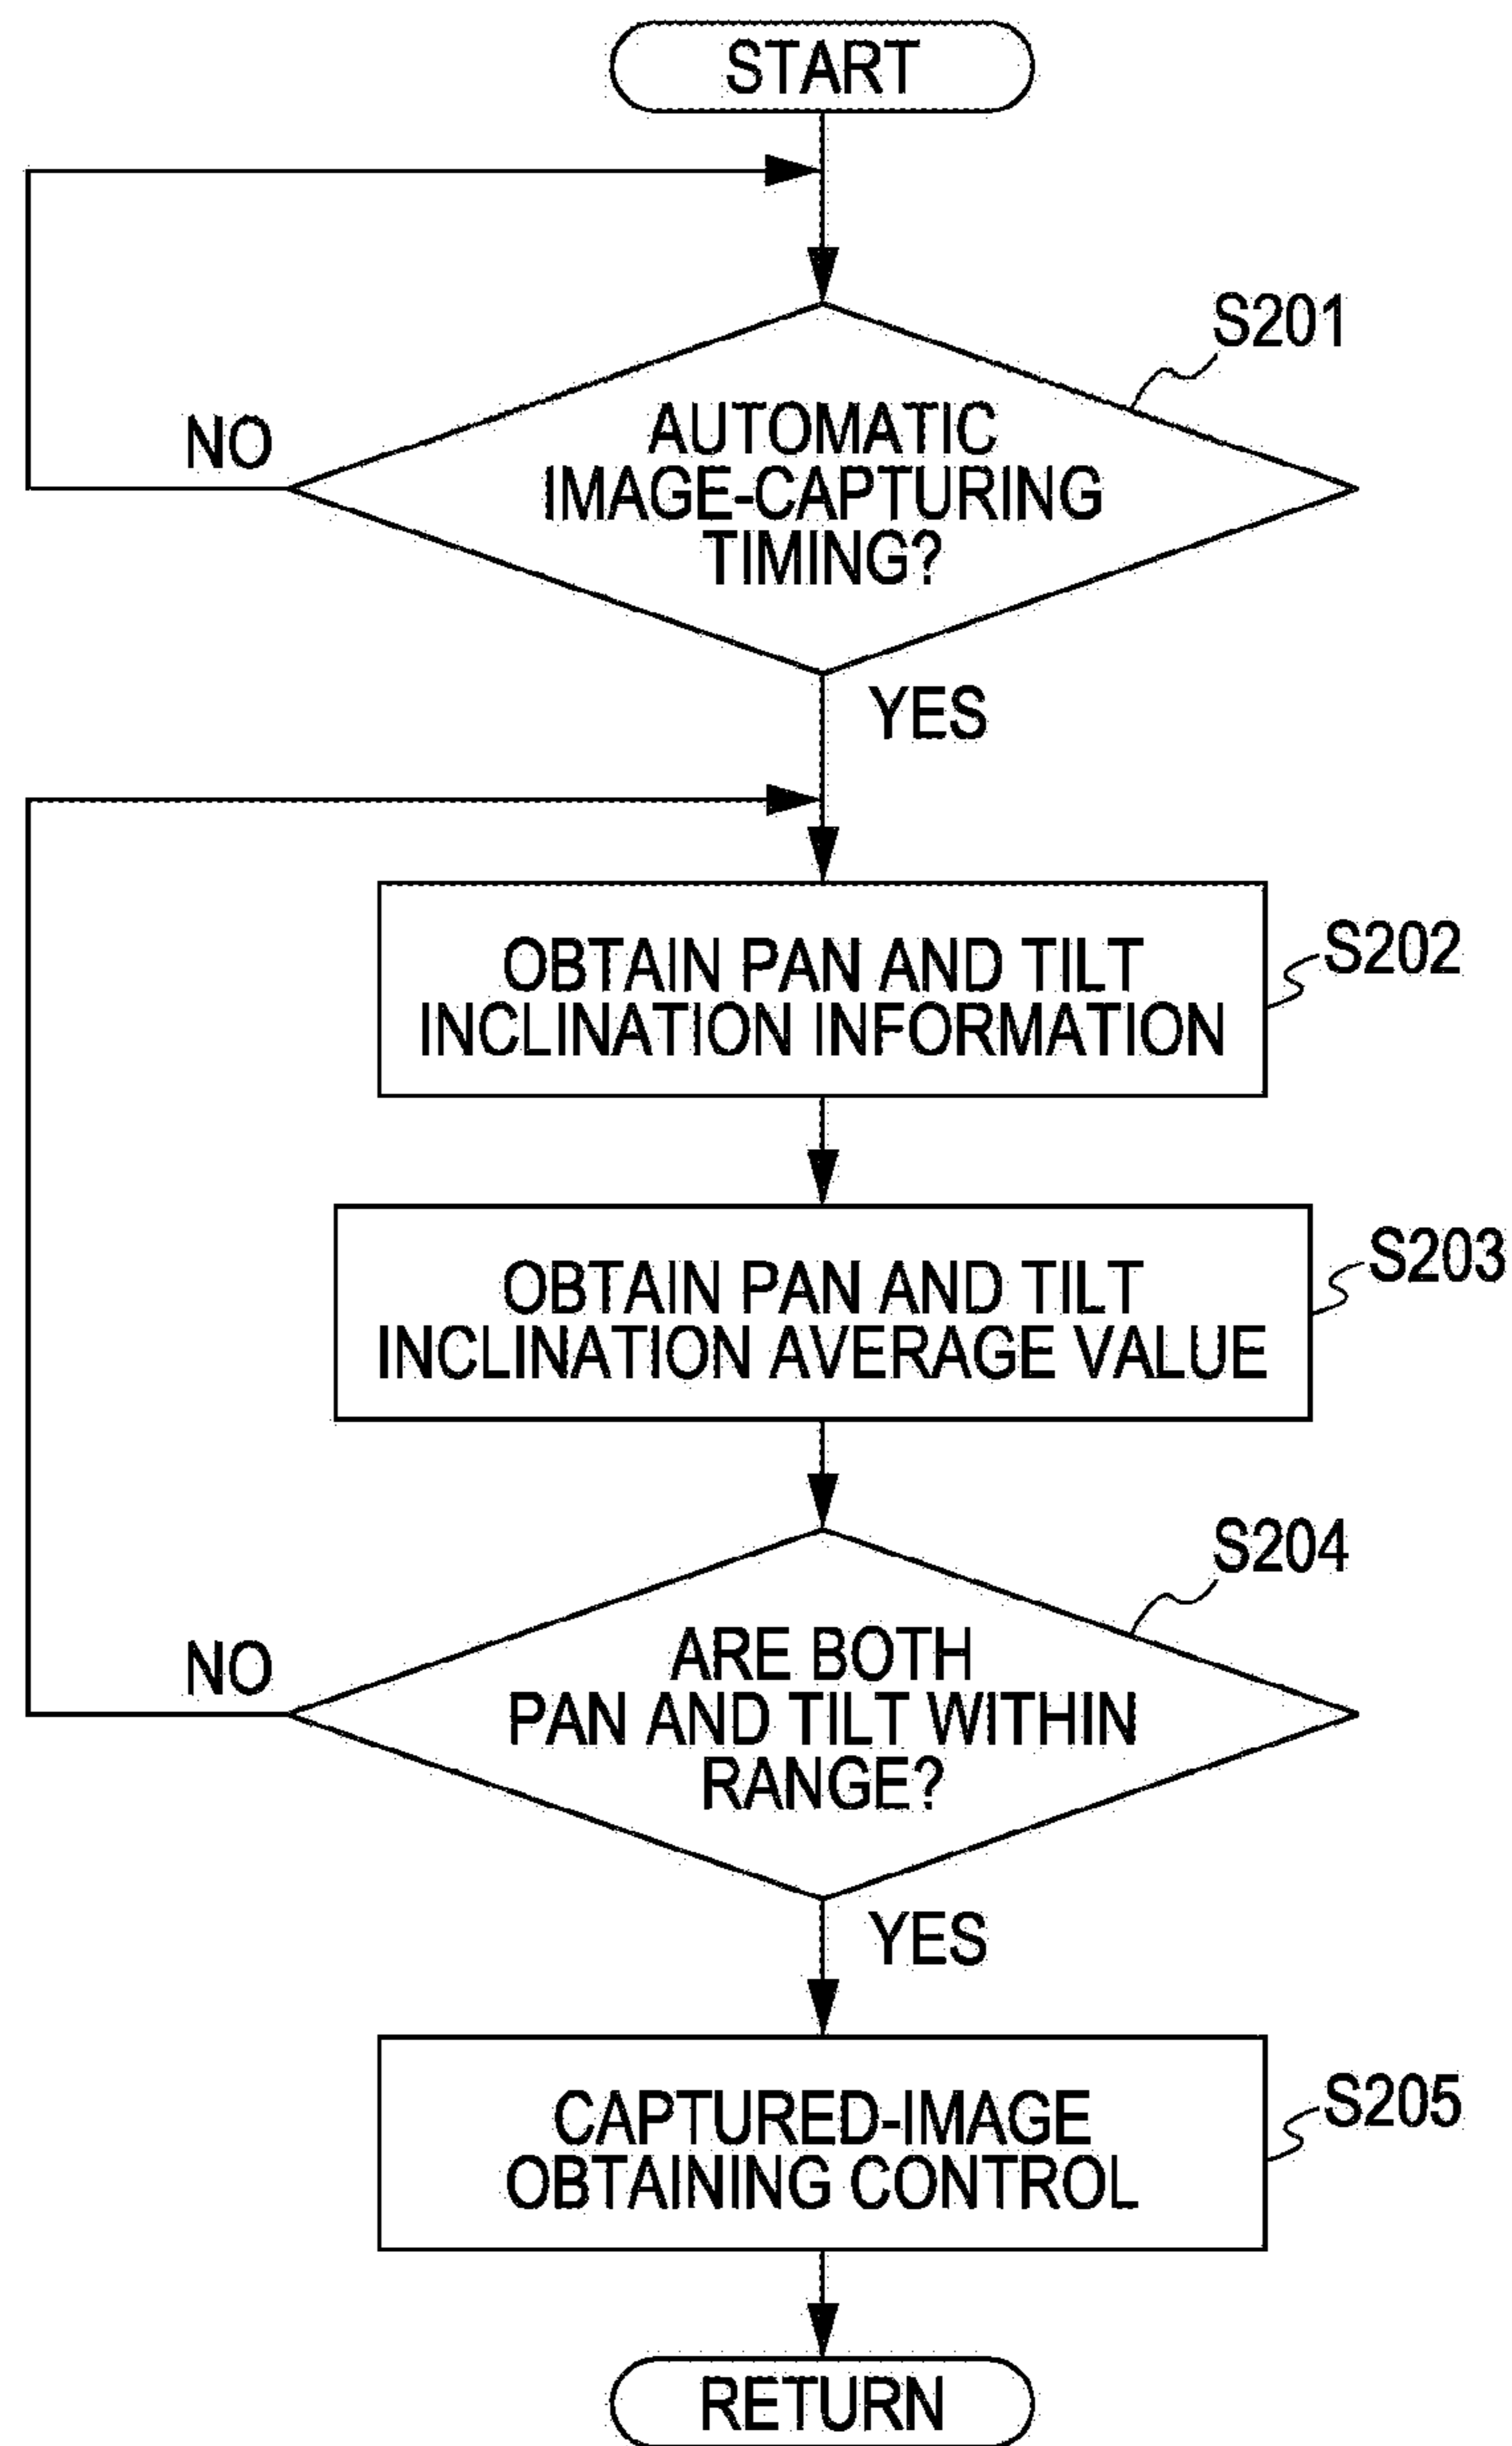 START
S201
AUTOMATIC
IMAGE-CAPTURING
TIMING?
NO
YES
OBTAIN PAN AND TILT
INCLINATION INFORMATION
S202
OBTAIN PAN AND TILT
INCLINATION AVERAGE VALUE
S203
S204
ARE BOTH
PAN AND TILT WITHIN
RANGE?
NO
YES
CAPTURED-IMAGE
OBTAINING CONTROL
S205
RETURN